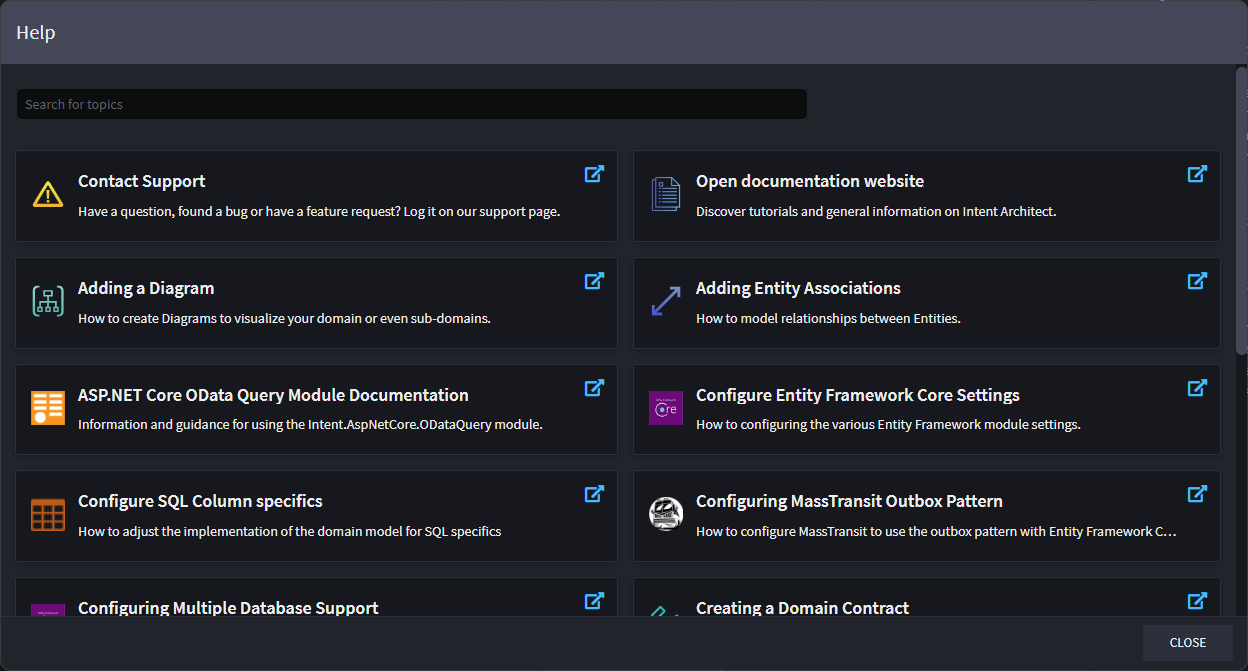 Help
Search for topics
Contact Support
Have a question, found a bug or have a feature request? Log it on our support page.
Open documentation website
Discover tutorials and general information on Intent Architect.
Adding a Diagram
How to create Diagrams to visualize your domain or even sub-domains.
Adding Entity Associations
How to model relationships between Entities.
ASP.NET Core OData Query Module Documentation
Information and guidance for using the Intent.AspNetCore.ODataQuery module.
Core
Configure Entity Framework Core Settings
How to configuring the various Entity Framework module settings.
Configure SQL Column specifics
How to adjust the implementation of the domain model for SQL specifics
Configuring MassTransit Outbox Pattern
How to configure MassTransit to use the outbox pattern with Entity Framework C...
Configuring Multiple Database Support
Creating a Domain Contract
CLOSE